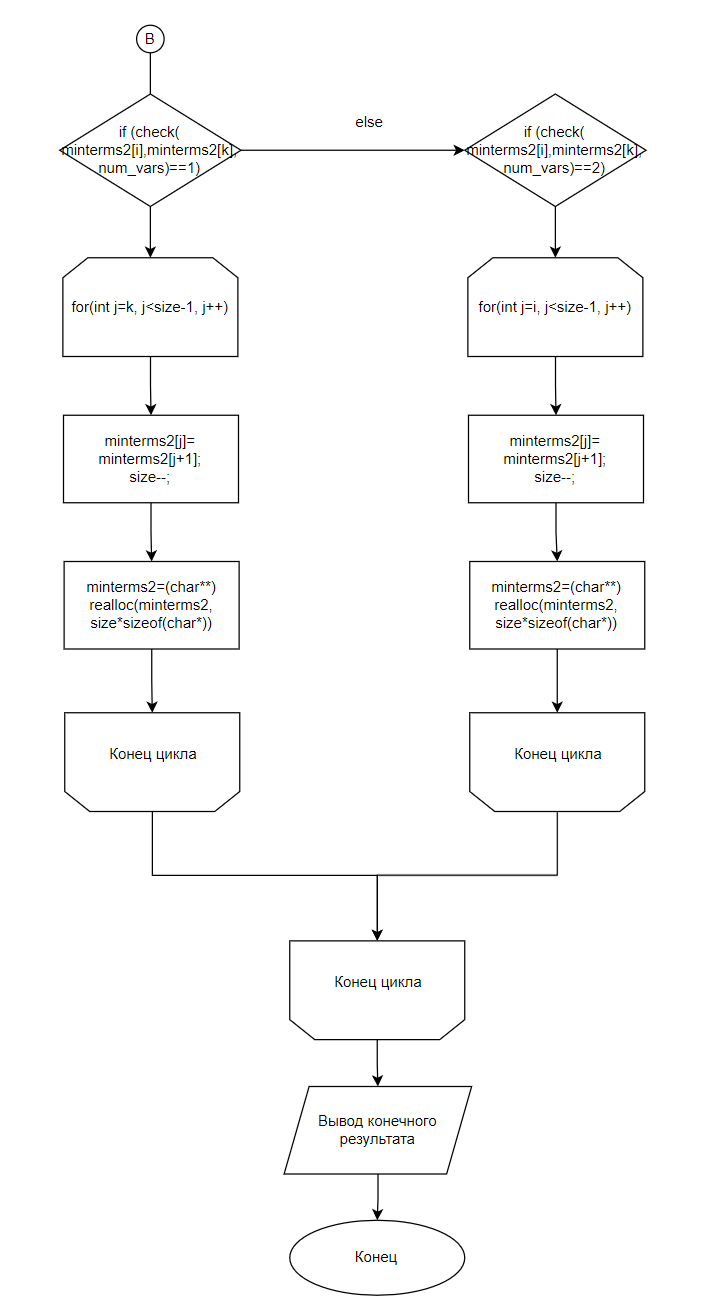 B
if (check(
minterms2[i],minterms2[k],
num_vars)==1)
else
if (check(
minterms2[i],minterms2[k],
num_vars)==2)
for(int j=k, j<size-1, j++)
for(int j=i, j<size-1, j++)
minterms2[j]=
minterms2[j+1];
size--;
minterms2[j]=
minterms2[j+1];
size--;
minterms2=(char**)
realloc(minterms2,
size*sizeof(char*))
minterms2=(char**)
realloc(minterms2,
size*sizeof(char*))
Конец цикла
Конец цикла
Конец цикла
Вывод конечного
результата
Конец